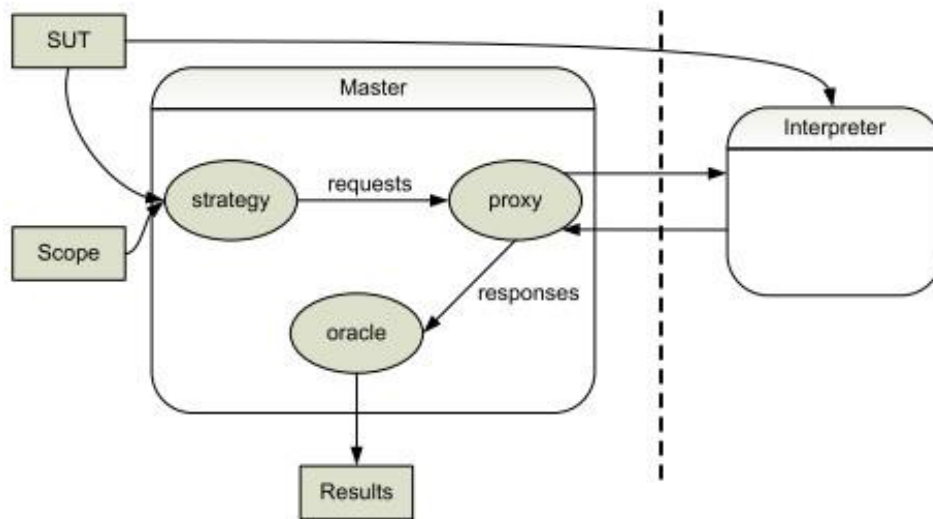 SUT
Master
Interpreter
strategy
requests
proxy
Scope
responses
oracle
Results